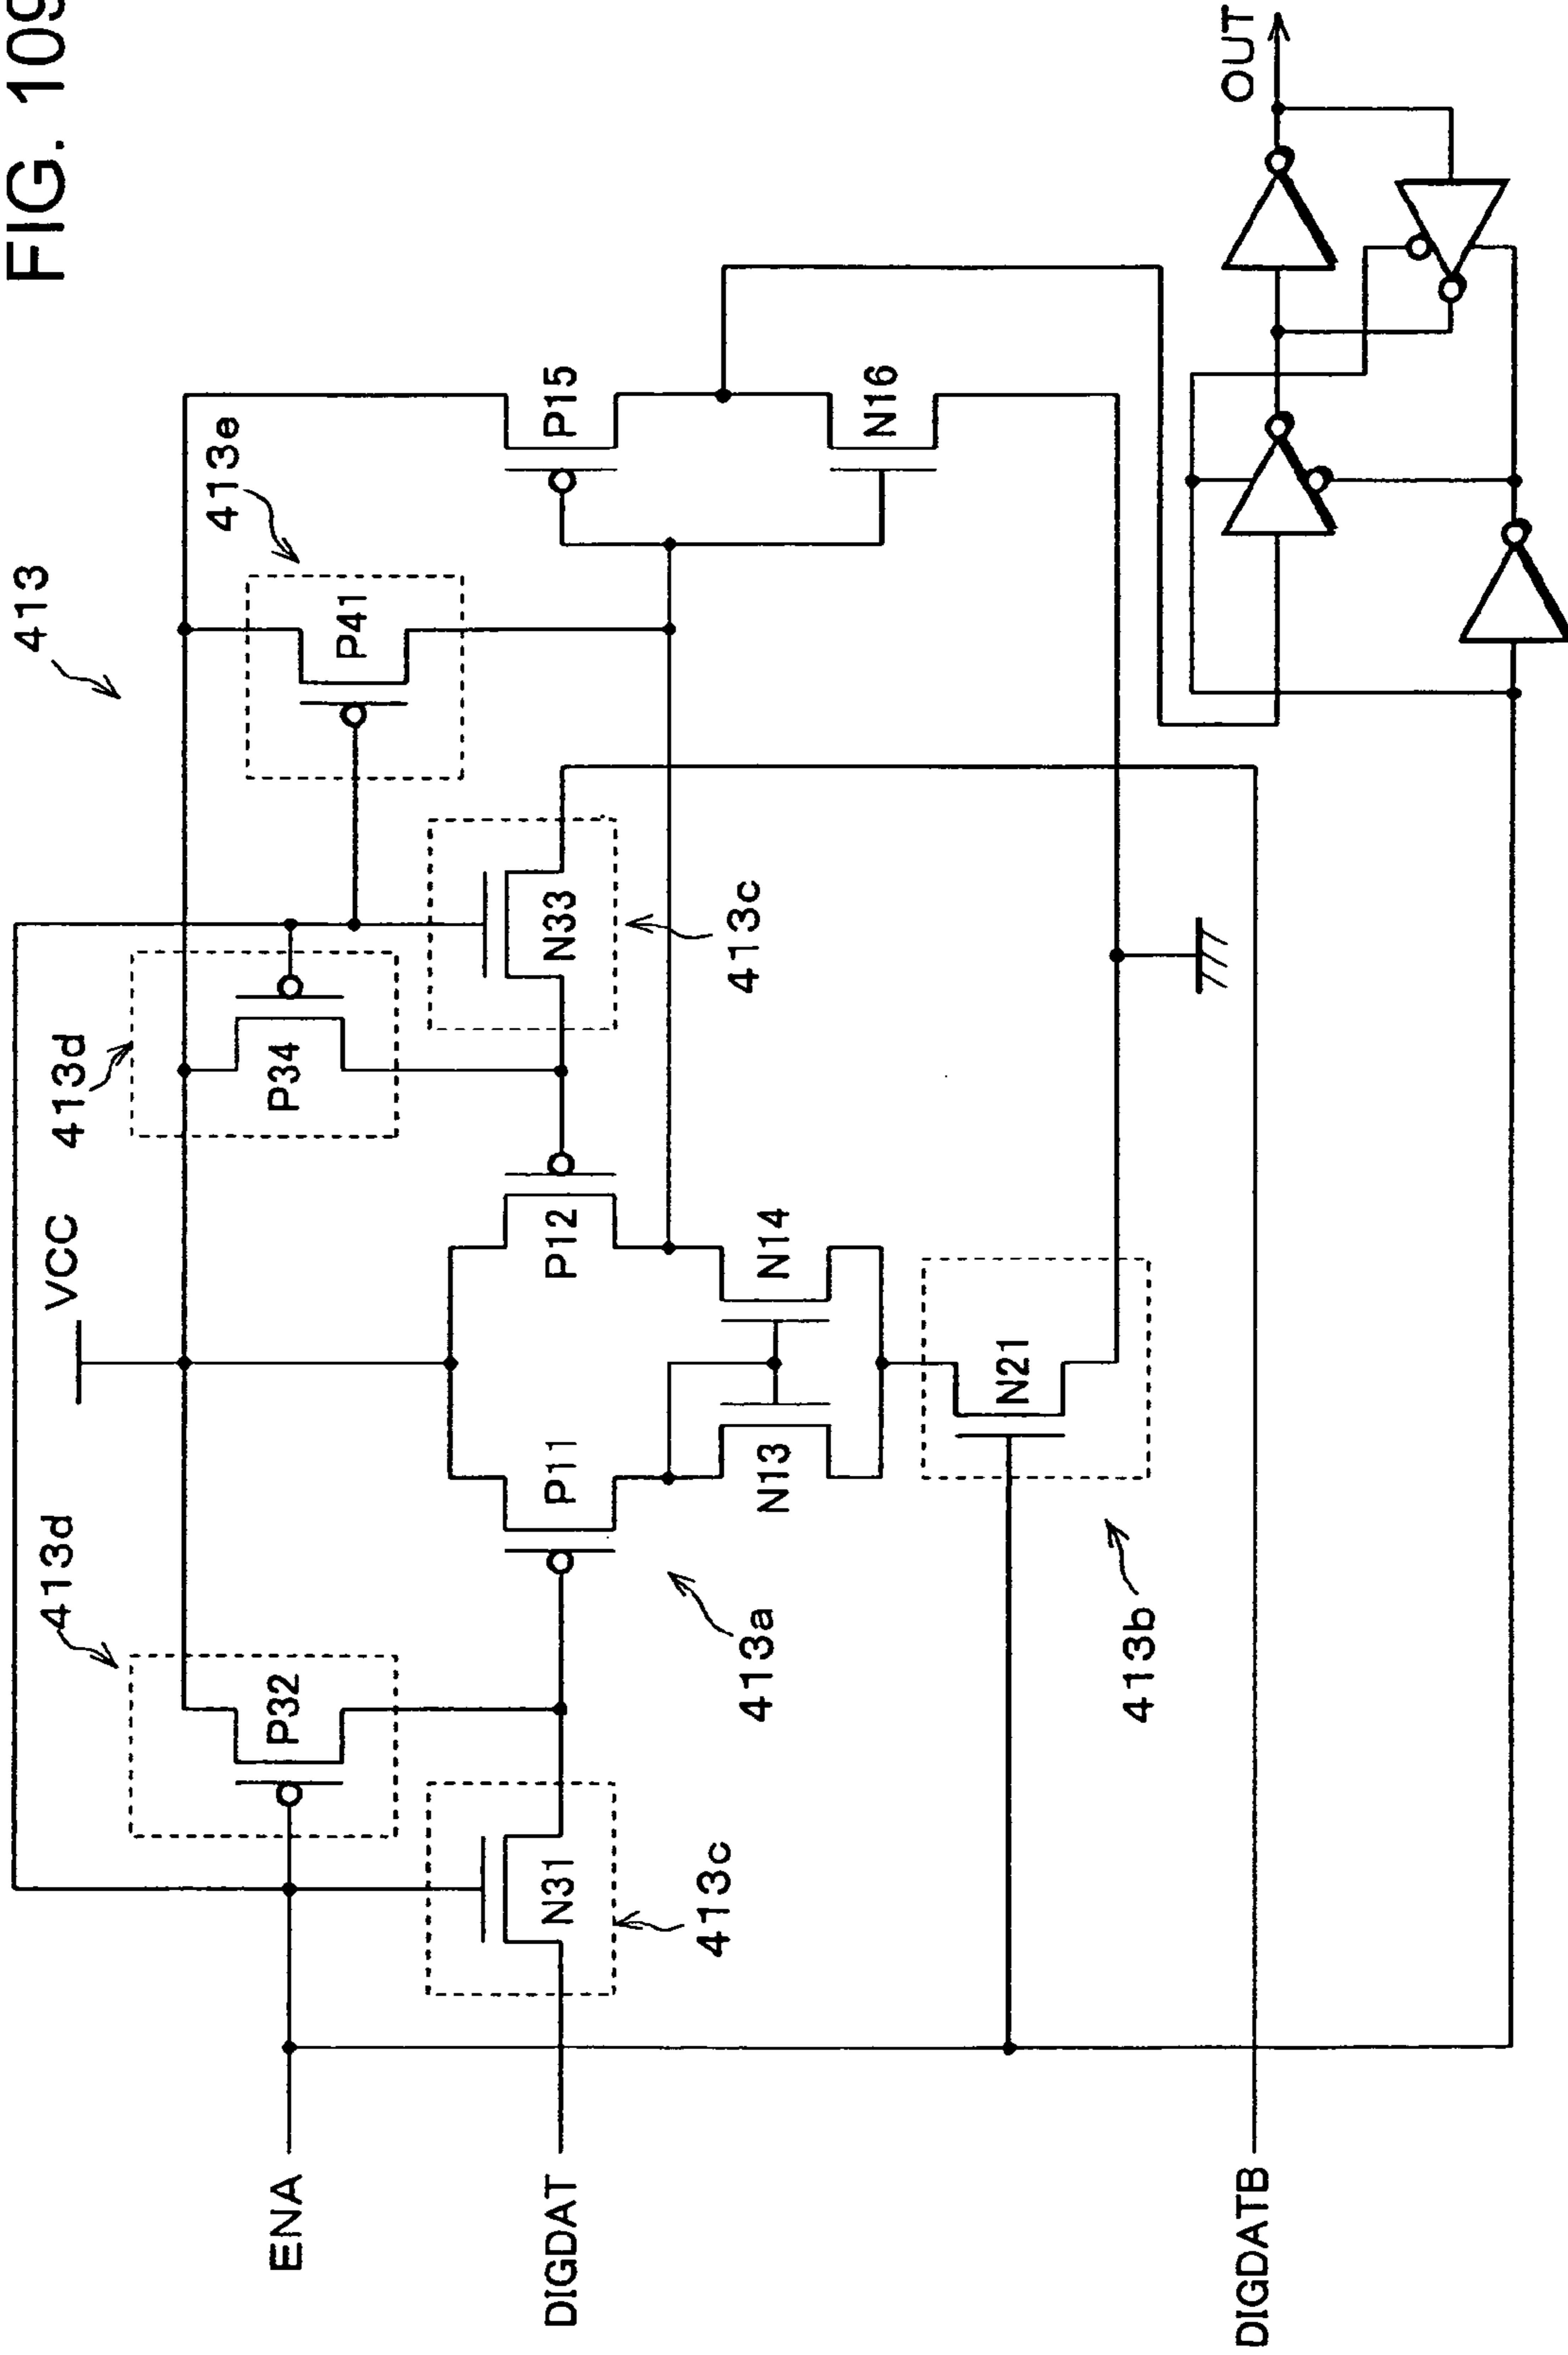 FIG. 109
413
VCC
413d
413d
413e
P32
P34
P41
ENA
N31
413c
P11
P12
N33
413c
P15
DIGDAT
413a
N13
N14
N16
N21
413b
DIGDATB
OUT